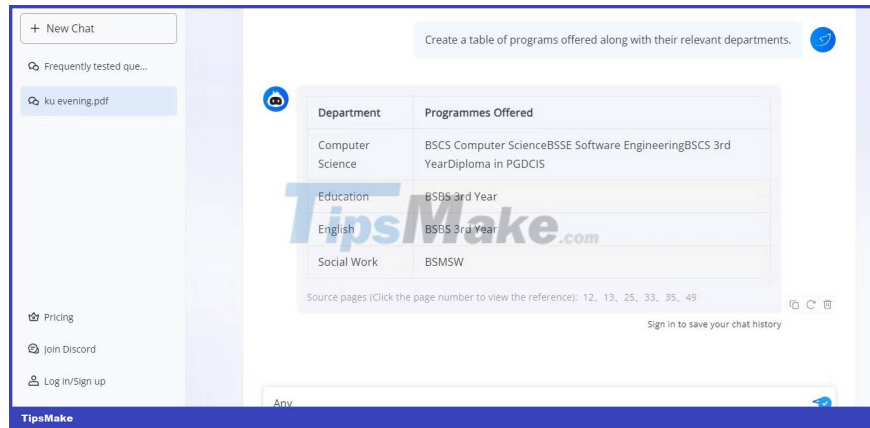 + New Chat
Frequently tested que...
ku evening.pdf
Pricing
Join Discord
Log in/Sign up
Create a table of programs offered along with their relevant departments.
Department Programmes Offered
Computer BSCS Computer ScienceBSSE Software EngineeringBSCS 3rd
Science YearDiploma in PGDCIS
Education BSBS 3rd Year
English BSBS 3rd Year
Social Work BSMSW
TipsMake.com
Source pages (Click the page number to view the reference): 12、13、25、33、35、49
Sign in to save your chat history
Any
TipsMake